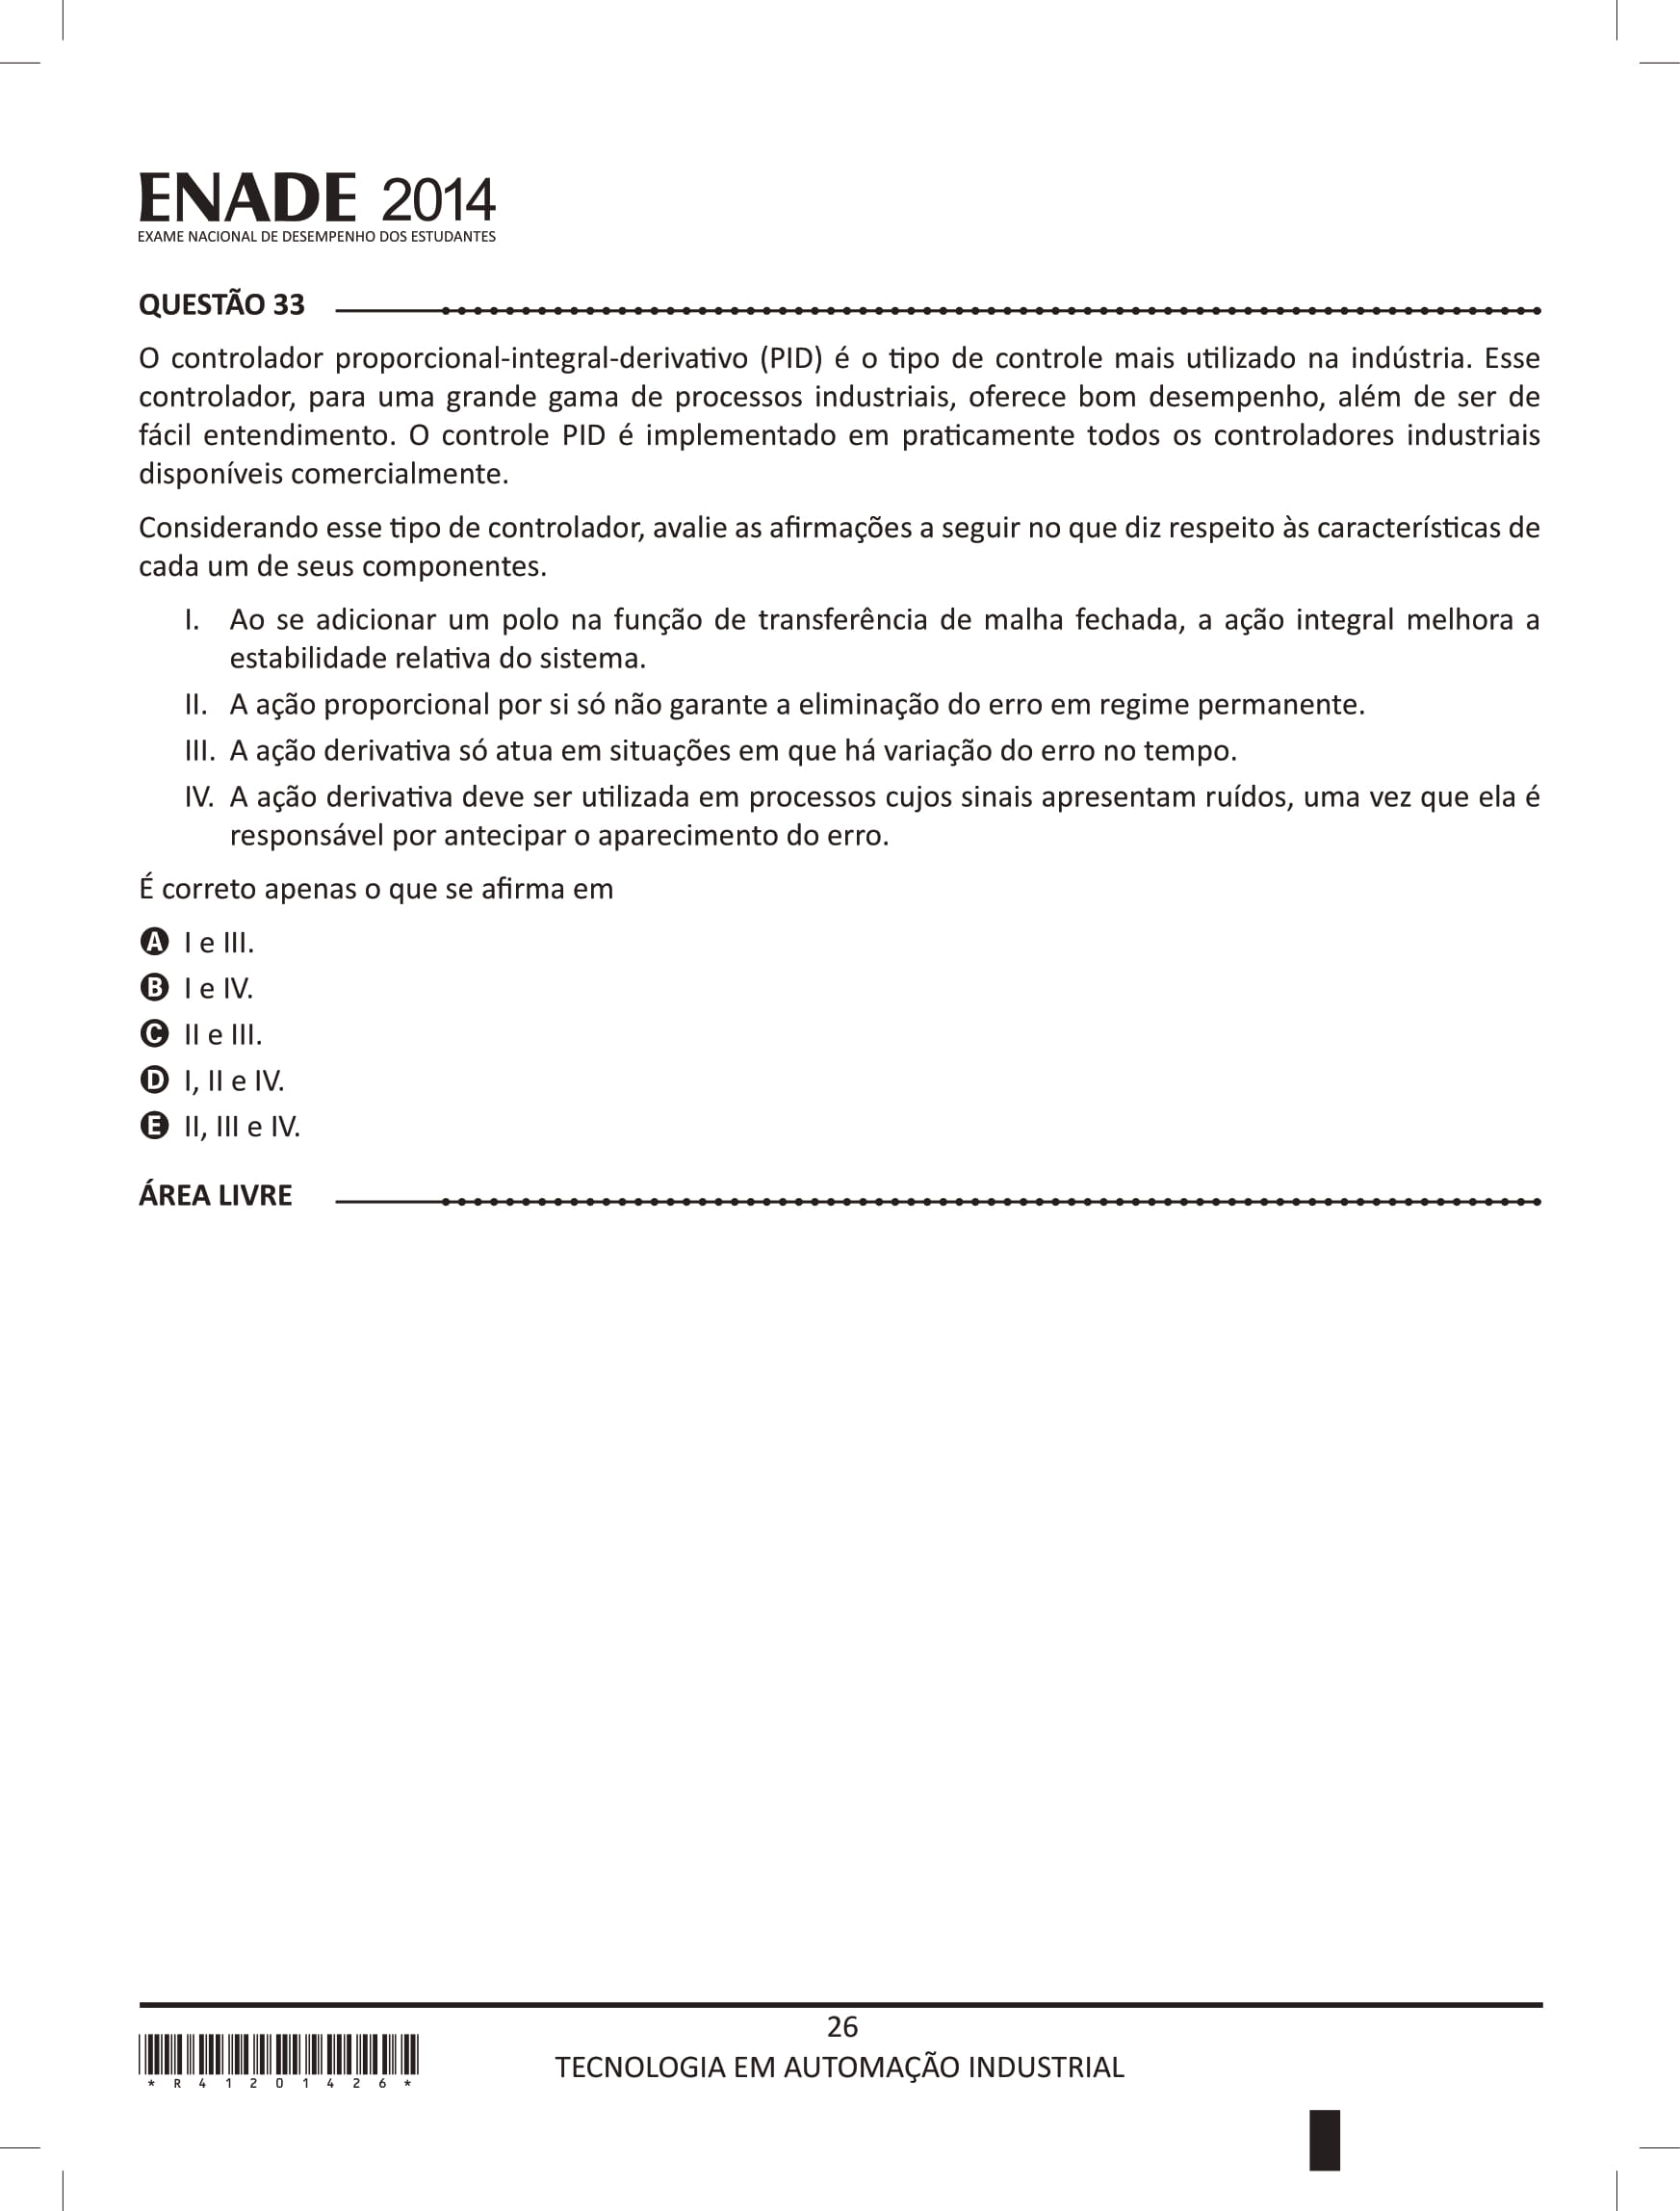 ENADE 2014
EXAME NACIONAL DE DESEMPENHO DOS ESTUDANTES
QUESTÃO 33
O controlador proporcional-integral-derivativo (PID) é o tipo de controle mais utilizado na indústria. Esse
controlador, para uma grande gama de processos industriais, oferece bom desempenho, além de ser de
fácil entendimento. O controle PID é implementado em praticamente todos os controladores industriais
disponíveis comercialmente.
Considerando esse tipo de controlador, avalie as afirmações a seguir no que diz respeito às características de
cada um de seus componentes.
I. Ao se adicionar um polo na função de transferência de malha fechada, a ação integral melhora a
estabilidade relativa do sistema.
II. A ação proporcional por si só não garante a eliminação do erro em regime permanente.
III. A ação derivativa só atua em situações em que há variação do erro no tempo.
IV. A ação derivativa deve ser utilizada em processos cujos sinais apresentam ruídos, uma vez que ela é
responsável por antecipar o aparecimento do erro.
É correto apenas o que se afirma em
A I e III.
B I e IV.
C II e III.
D I, II e IV.
E II, III e IV.
ÁREA LIVRE
26
TECNOLOGIA EM AUTOMAÇÃO INDUSTRIAL
*R41201426*